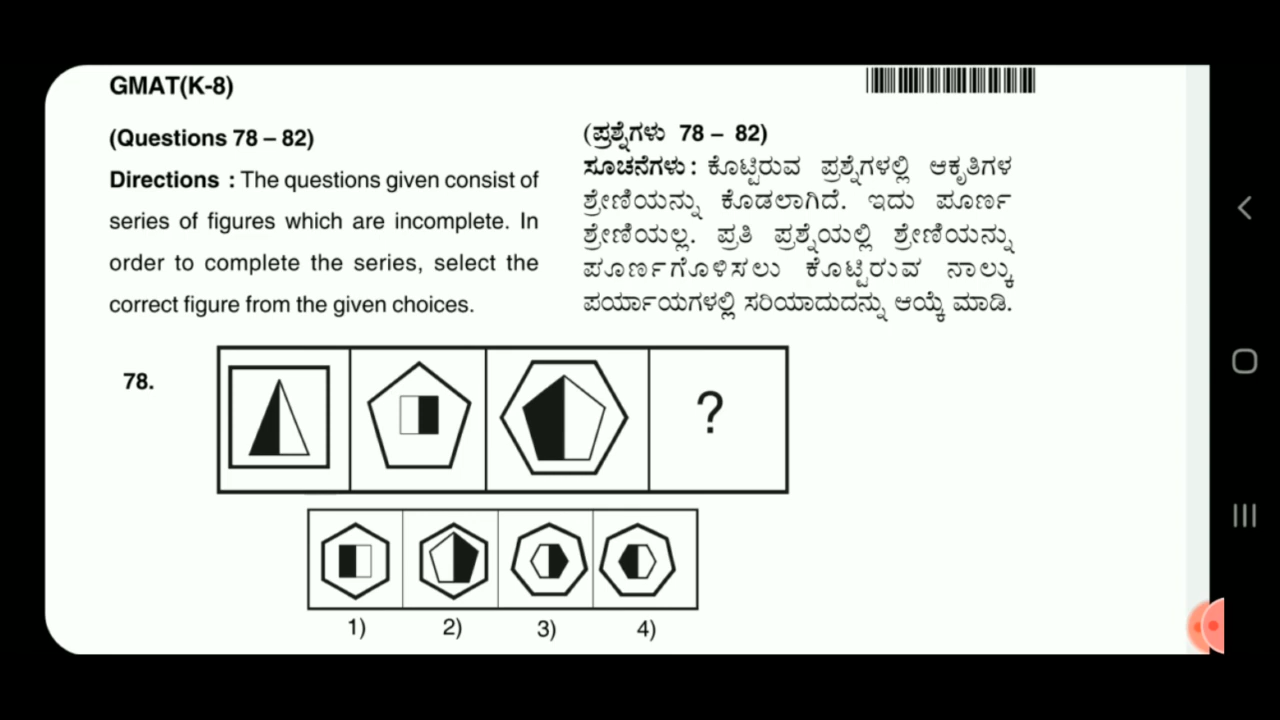 GMAT(K-8)
(Questions 78 – 82)
Directions : The questions given consist of
series of figures which are incomplete. In
order to complete the series, select the
correct figure from the given choices.
(ಪ್ರಶ್ನೆಗಳು 78 – 82)
ಸೂಚನೆಗಳು : ಕೊಟ್ಟಿರುವ ಪ್ರಶ್ನೆಗಳಲ್ಲಿ ಆಕೃತಿಗಳ
ಶ್ರೇಣಿಯನ್ನು ಕೊಡಲಾಗಿದೆ. ಇದು ಪೂರ್ಣ
ಶ್ರೇಣಿಯಲ್ಲ. ಪ್ರತಿ ಪ್ರಶ್ನೆಯಲ್ಲಿ ಶ್ರೇಣಿಯನ್ನು
ಪೂರ್ಣಗೊಳಿಸಲು ಕೊಟ್ಟಿರುವ ನಾಲ್ಕು
ಪರ್ಯಾಯಗಳಲ್ಲಿ ಸರಿಯಾದುದನ್ನು ಆಯ್ಕೆ ಮಾಡಿ.
78.
?
1) 2) 3) 4)